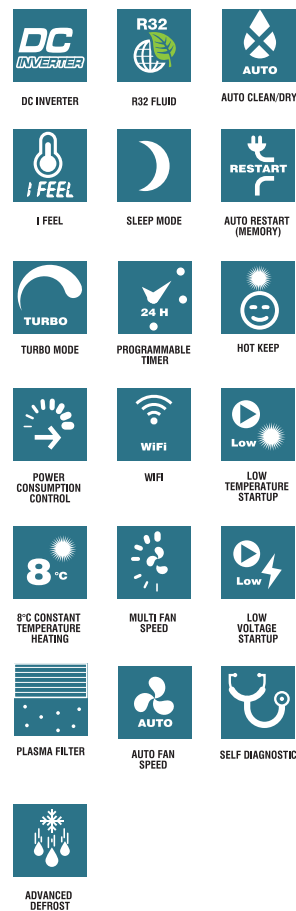 DC
INVERTER
DC INVERTER
R32
R32 FLUID
AUTO
AUTO CLEAN/DRY
I FEEL
I FEEL
SLEEP MODE
RESTART
AUTO RESTART
(MEMORY)
TURBO
TURBO MODE
24 H
PROGRAMMABLE
TIMER
HOT KEEP
POWER
CONSUMPTION
CONTROL
WiFi
WIFI
Low
LOW
TEMPERATURE
STARTUP
8°C
8°C CONSTANT
TEMPERATURE
HEATING
MULTI FAN
SPEED
Low
LOW
VOLTAGE
STARTUP
PLASMA FILTER
AUTO
AUTO FAN
SPEED
SELF DIAGNOSTIC
ADVANCED
DEFROST